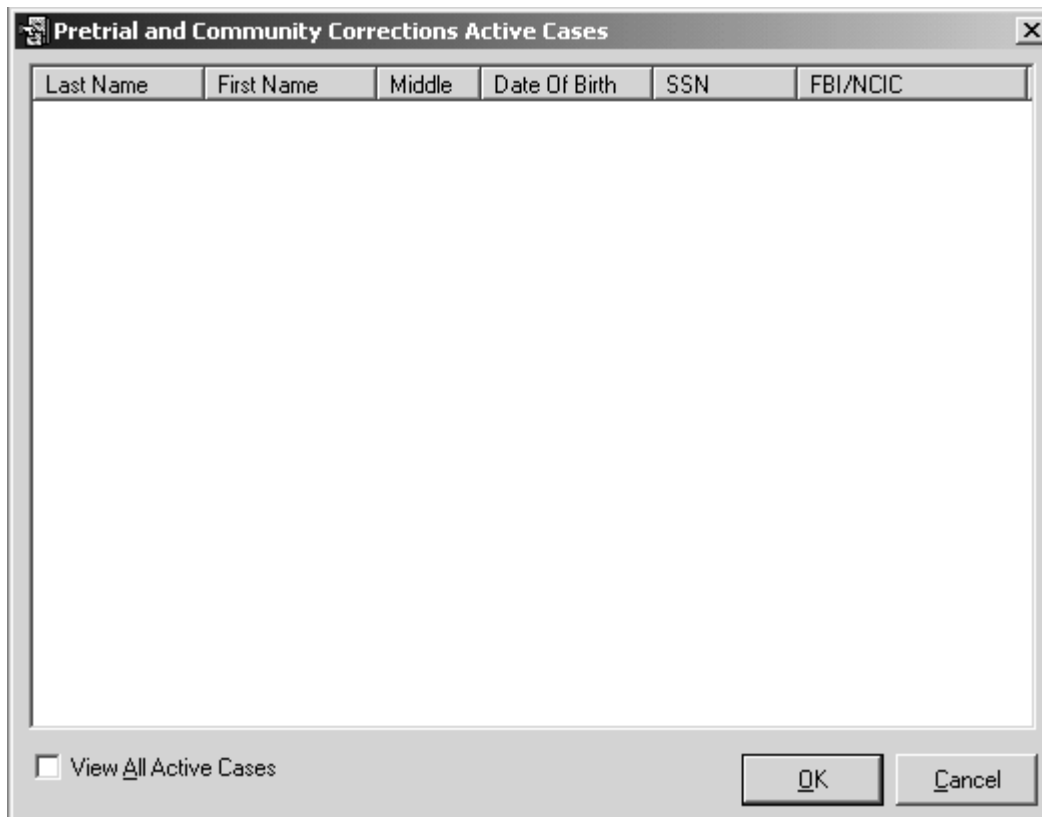 Pretrial and Community Corrections Active Cases
Last Name First Name Middle Date Of Birth SSN FBI/NCIC
View All Active Cases
OK Cancel